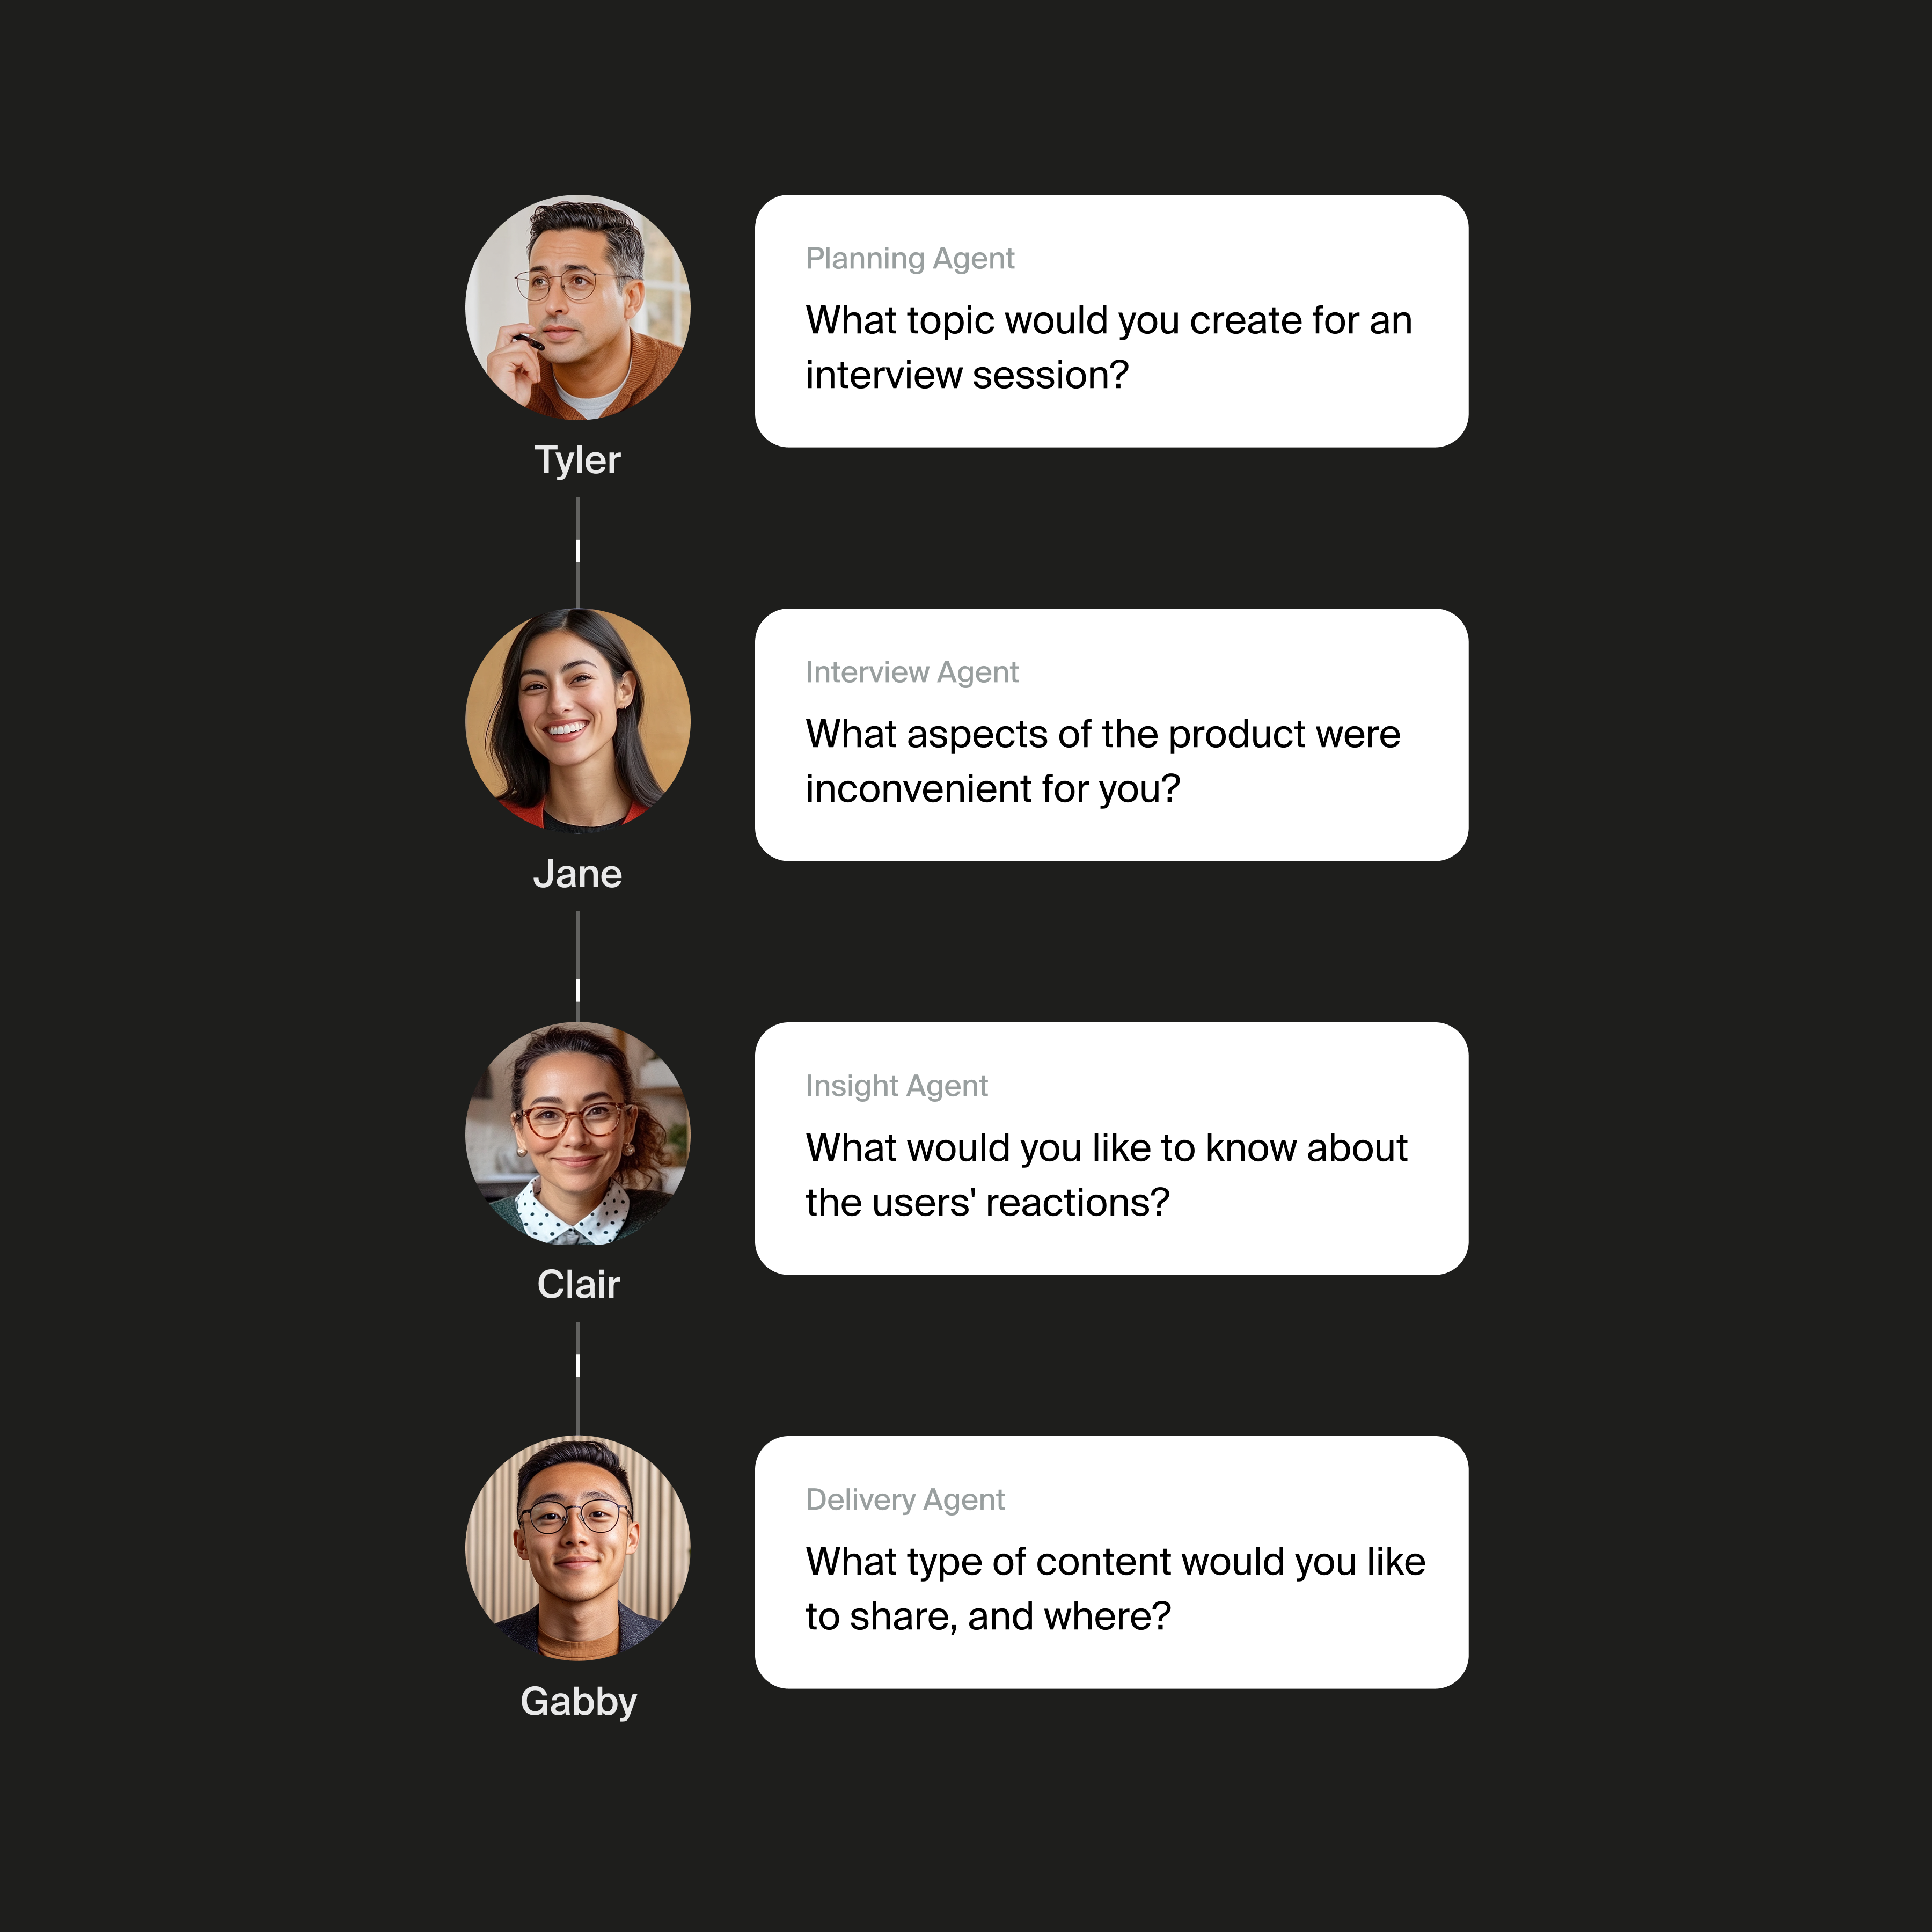 Planning Agent
What topic would you create for an
interview session?
Tyler
Interview Agent
What aspects of the product were
inconvenient for you?
Jane
Insight Agent
What would you like to know about
the users' reactions?
Clair
Delivery Agent
What type of content would you like
to share, and where?
Gabby